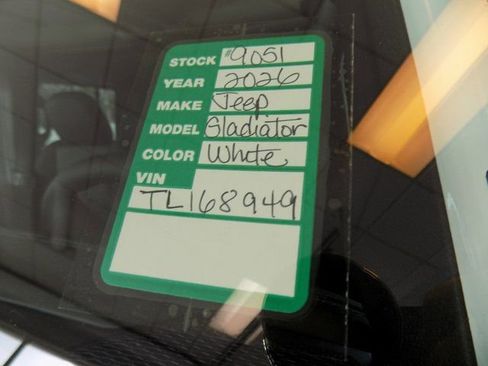 STOCK #9051
YEAR 2026
MAKE Jeep
MODEL Gladiator
COLOR White
VIN
TL168949